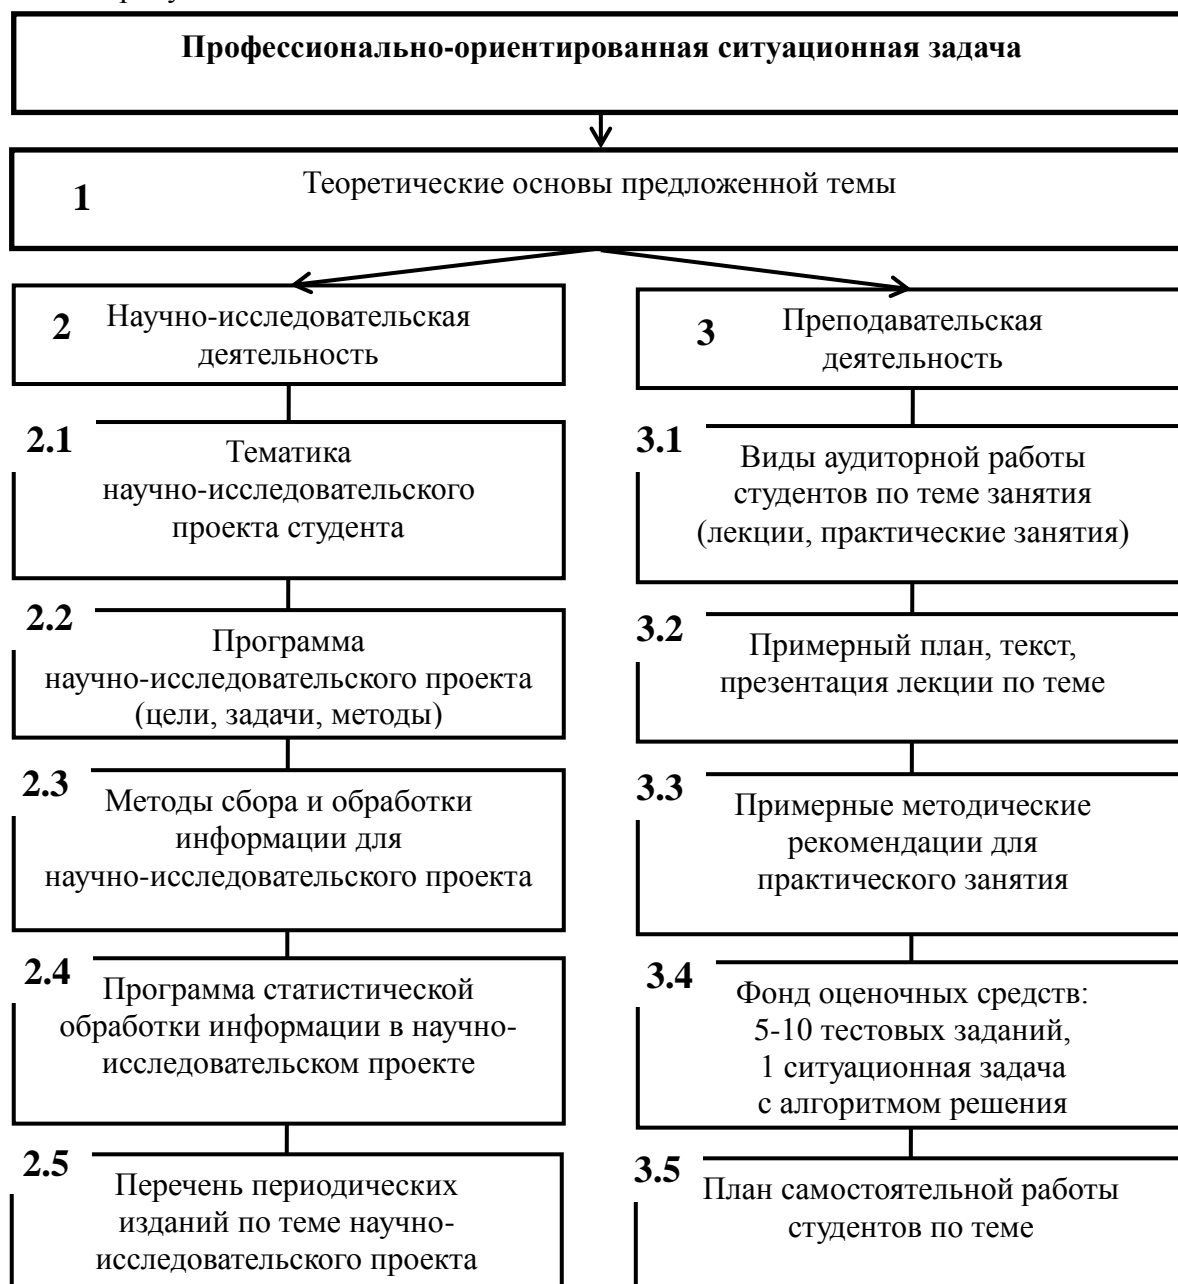 Профессионально-ориентированная ситуационная задача
1
Теоретические основы предложенной темы
2
Научно-исследовательская
деятельность
2.1
Тематика
научно-исследовательского
проекта студента
2.2
Программа
научно-исследовательского проекта
(цели, задачи, методы)
2.3
Методы сбора и обработки
информации для
научно-исследовательского проекта
2.4
Программа статистической
обработки информации в научно-
исследовательском проекте
2.5
Перечень периодических
изданий по теме научно-
исследовательского проекта
3
Преподавательская
деятельность
3.1
Виды аудиторной работы
студентов по теме занятия
(лекции, практические занятия)
3.2
Примерный план, текст,
презентация лекции по теме
3.3
Примерные методические
рекомендации для
практического занятия
3.4
Фонд оценочных средств:
5-10 тестовых заданий,
1 ситуационная задача
с алгоритмом решения
3.5
План самостоятельной работы
студентов по теме